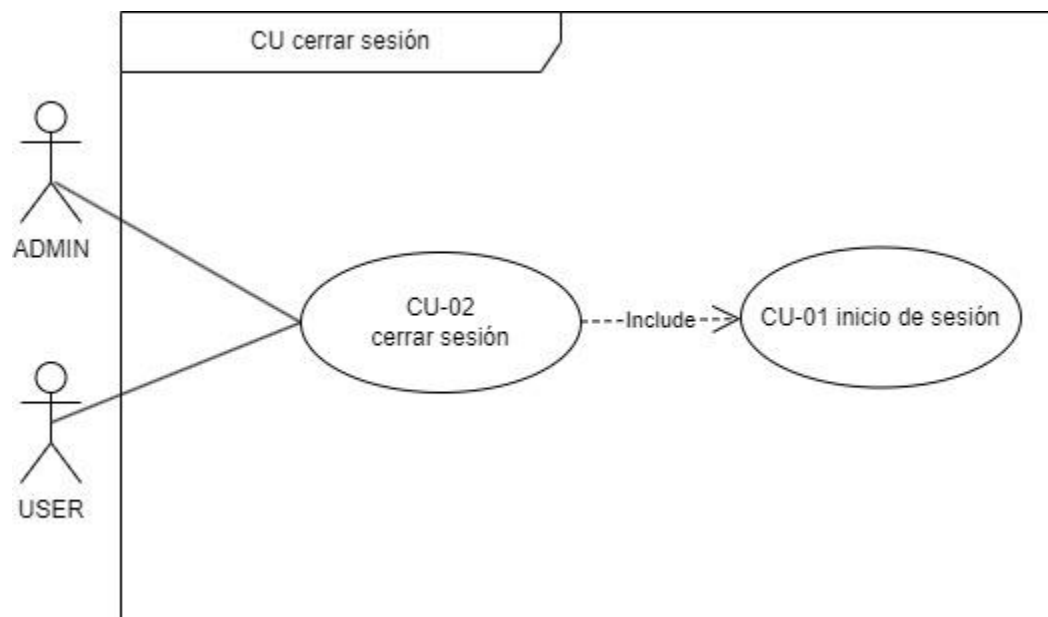 CU cerrar sesión
ADMIN
CU-02
cerrar sesión
Include
CU-01 inicio de sesión
USER